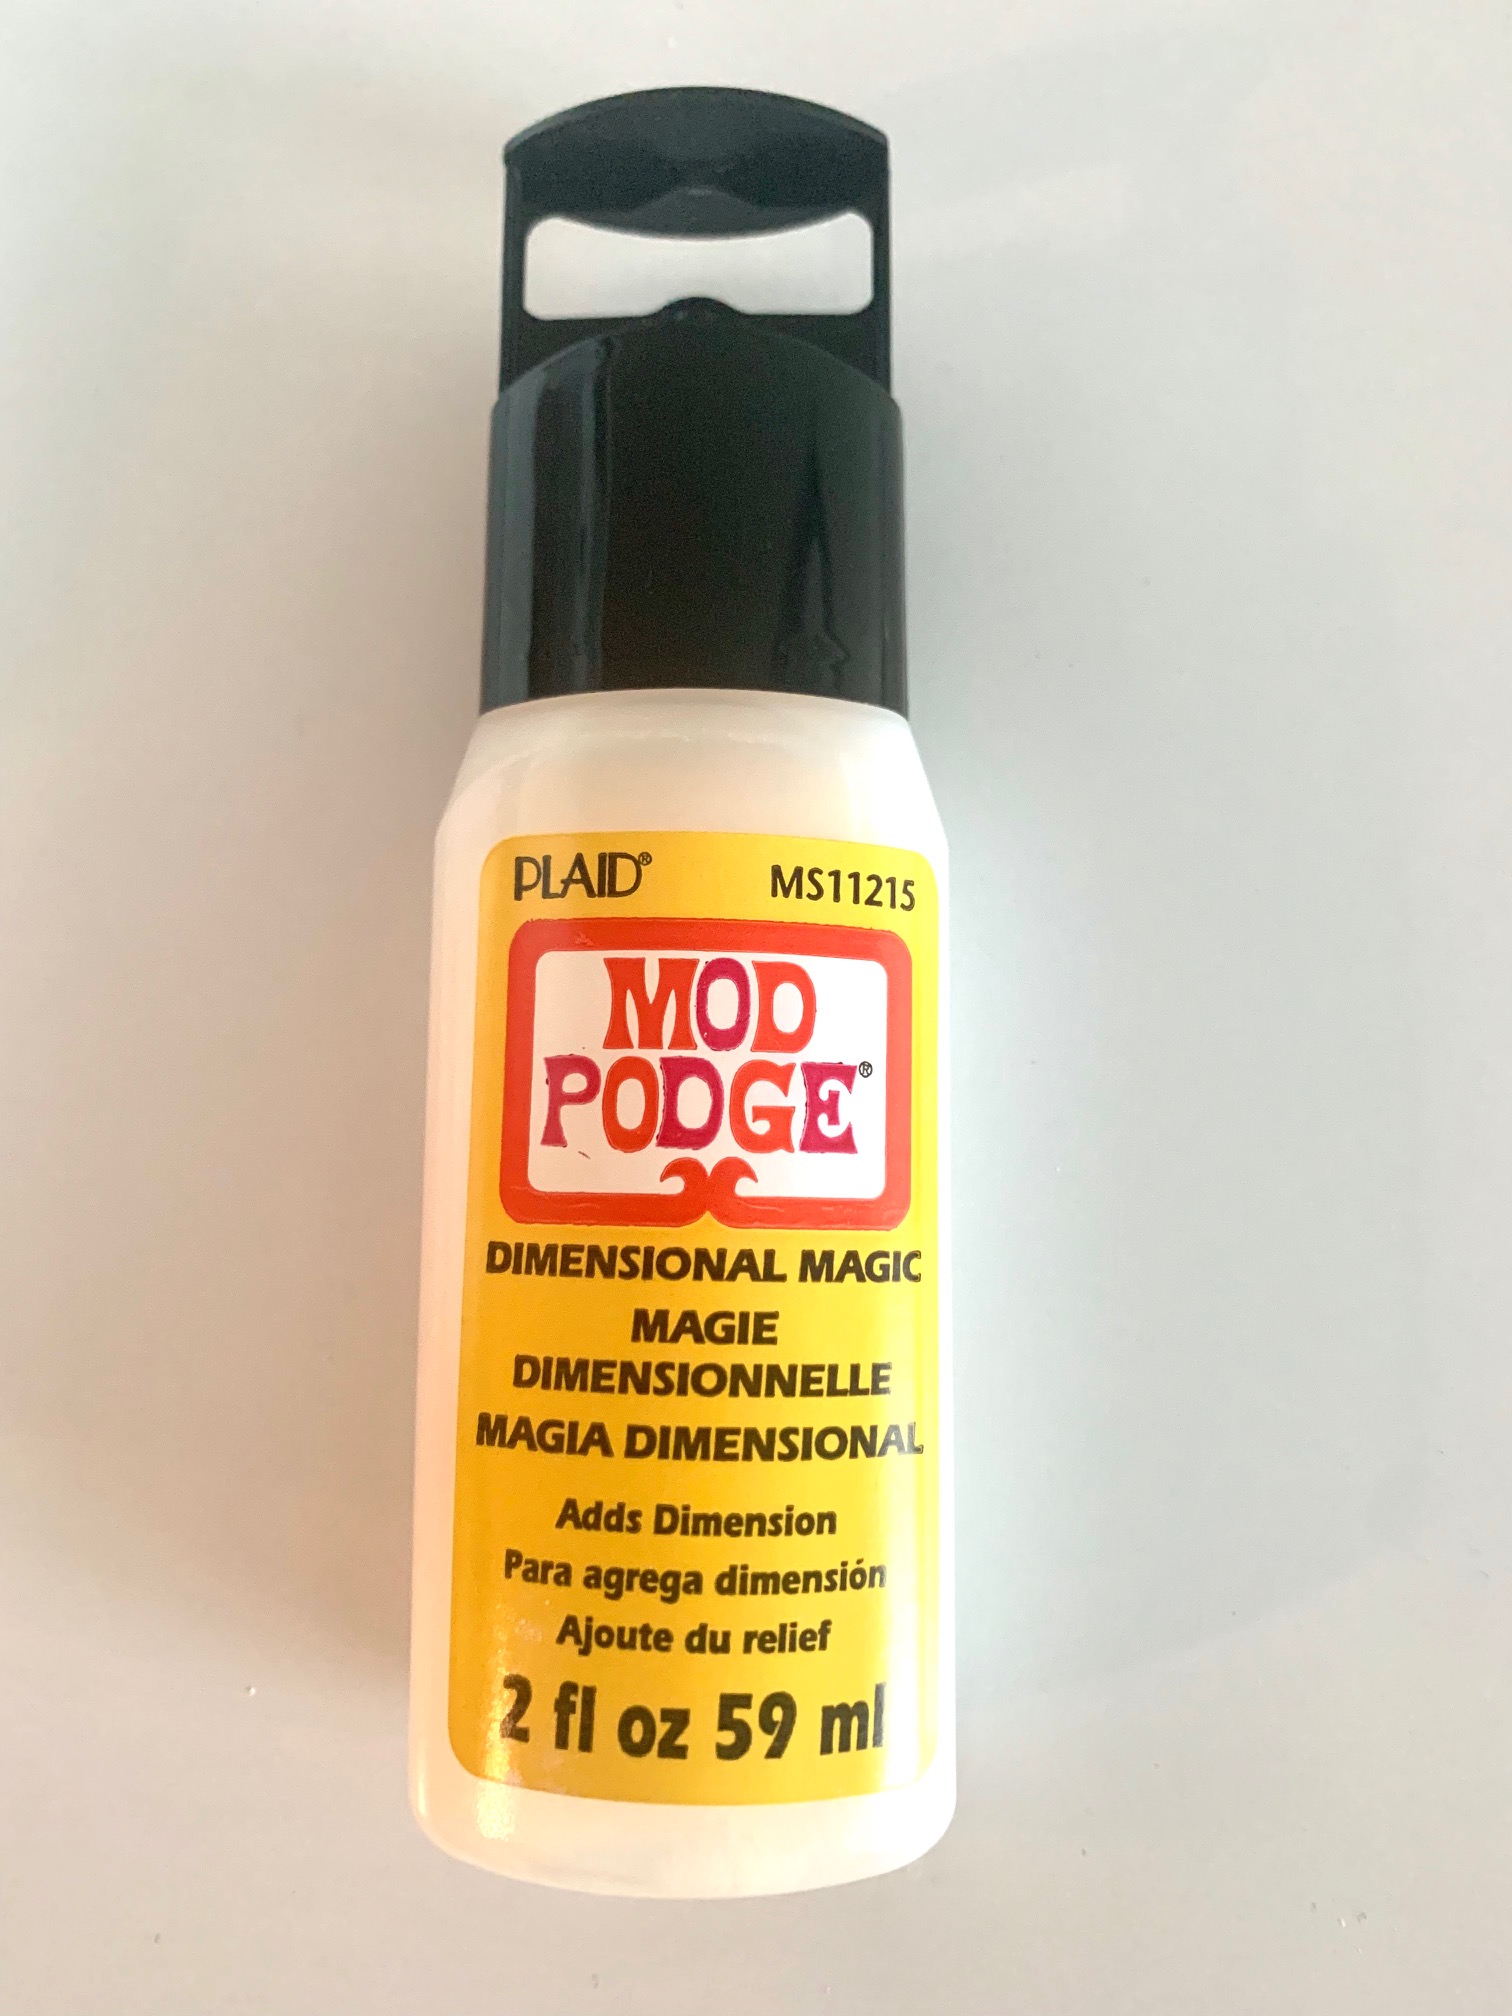 PLAID® MS11215
MOD
PODGE®
DIMENSIONAL MAGIC
MAGIE
DIMENSIONNELLE
MAGIA DIMENSIONAL
Adds Dimension
Para agrega dimensión
Ajoute du relief
2 fl oz 59 ml